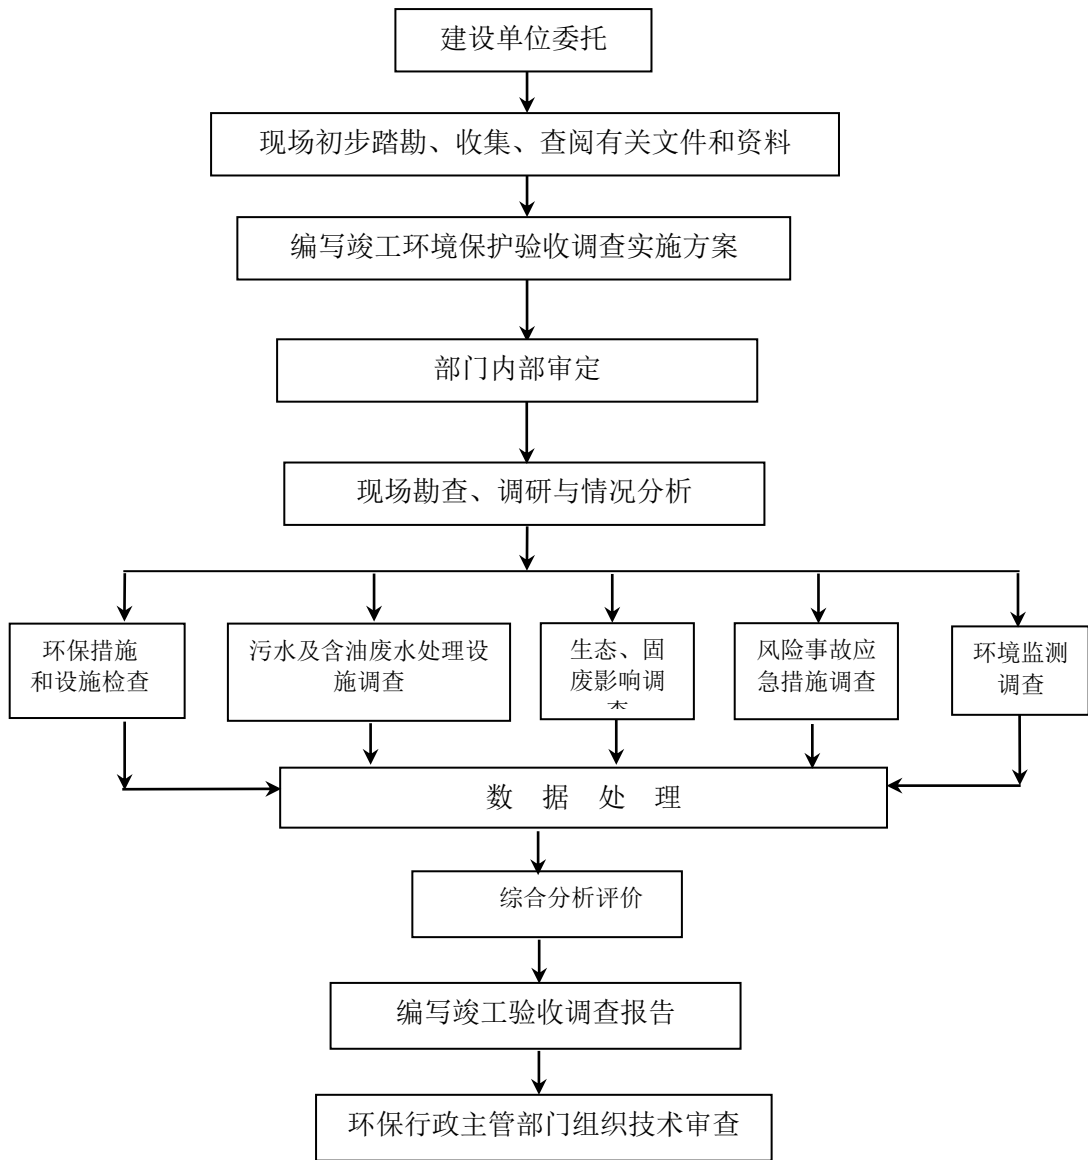 建设单位委托
现场初步踏勘、收集、查阅有关文件和资料
编写竣工环境保护验收调查实施方案
部门内部审定
现场勘查、调研与情况分析
环保措施
和设施检查
污水及含油废水处理设
施调查
生态、固
废影响调
风险事故应
急措施调查
环境监测
调查
数 据 处 理
综合分析评价
编写竣工验收调查报告
环保行政主管部门组织技术审查